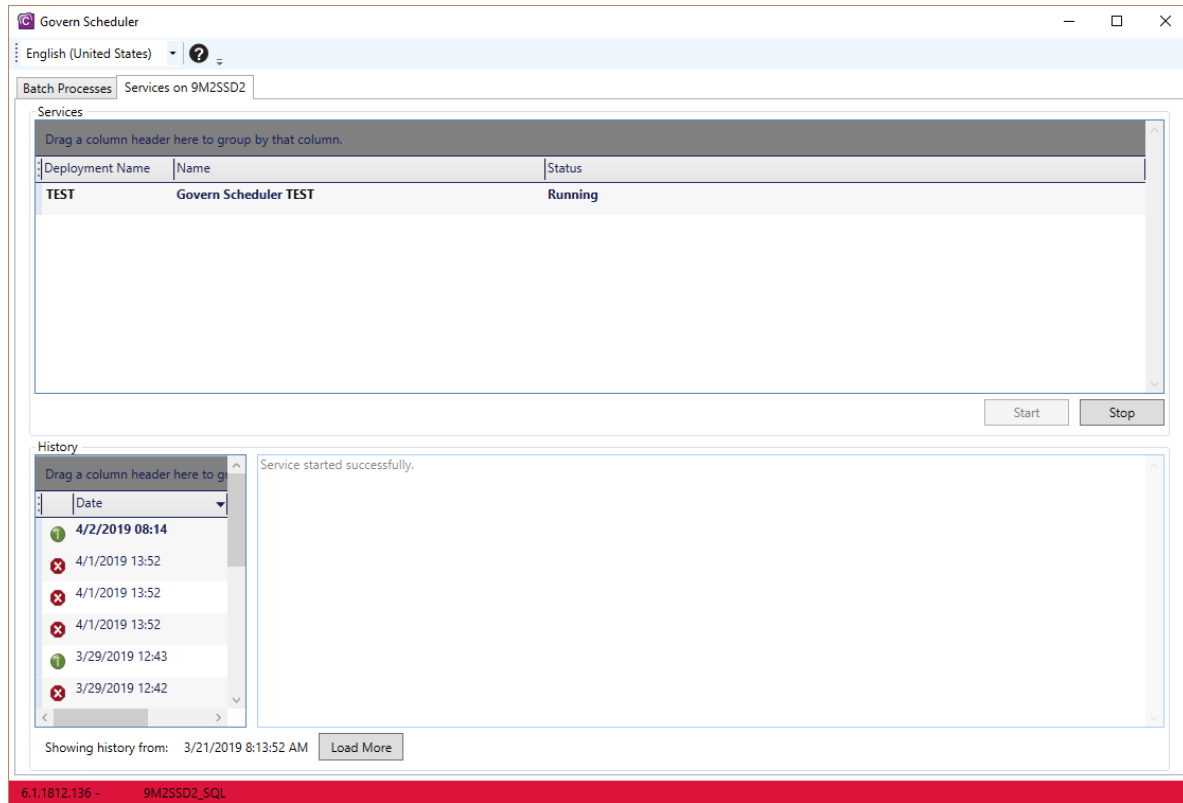 Govern Scheduler
English (United States)
Batch Processes Services on 9M2SSD2
Services
Drag a column header here to group by that column.
Deployment Name Name Status
TEST Govern Scheduler TEST Running
Start Stop
History
Drag a column header here to gr
Service started successfully.
Date
4/2/2019 08:14
4/1/2019 13:52
4/1/2019 13:52
4/1/2019 13:52
3/29/2019 12:43
3/29/2019 12:42
Showing history from: 3/21/2019 8:13:52 AM Load More
6.1.1812.136 - 9M2SSD2_SQL